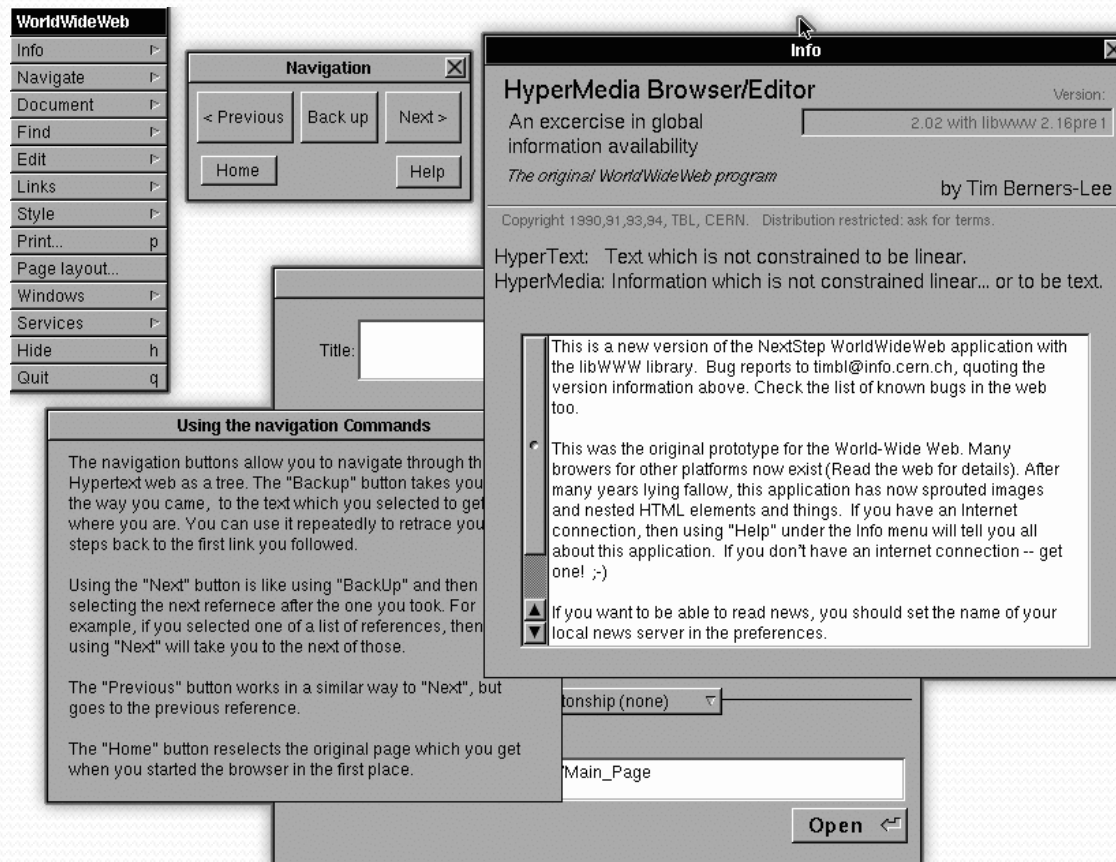 WorldWideWeb
Info
Navigate
Document
Find
Edit
Links
Style
Print... p
Page layout...
Windows
Services
Hide h
Quit q
Navigation
< Previous Back up Next >
Home Help
Info
HyperMedia Browser/Editor
Version:
An excercise in global
information availability
2.02 with libwww 2.16pre1
The original WorldWideWeb program
by Tim Berners-Lee
Copyright 1990,91,93,94, TBL, CERN. Distribution restricted: ask for terms.
HyperText: Text which is not constrained to be linear.
HyperMedia: Information which is not constrained linear... or to be text.
This is a new version of the NextStep WorldWideWeb application with
the libWWW library. Bug reports to timbl@info.cern.ch, quoting the
version information above. Check the list of known bugs in the web
too.
This was the original prototype for the World-Wide Web. Many
browers for other platforms now exist (Read the web for details). After
many years lying fallow, this application has now sprouted images
and nested HTML elements and things. If you have an Internet
connection, then using "Help" under the Info menu will tell you all
about this application. If you don't have an internet connection -- get
one! ;-)
If you want to be able to read news, you should set the name of your
local news server in the preferences.
Title:
Using the navigation Commands
The navigation buttons allow you to navigate through th
Hypertext web as a tree. The "Backup" button takes you
the way you came, to the text which you selected to get
where you are. You can use it repeatedly to retrace you
steps back to the first link you followed.
Using the "Next" button is like using "BackUp" and then
selecting the next refernece after the one you took. For
example, if you selected one of a list of references, then
using "Next" will take you to the next of those.
The "Previous" button works in a similar way to "Next", but
goes to the previous reference.
The "Home" button reselects the original page which you get
when you started the browser in the first place.
tonship (none)
/Main_Page
Open